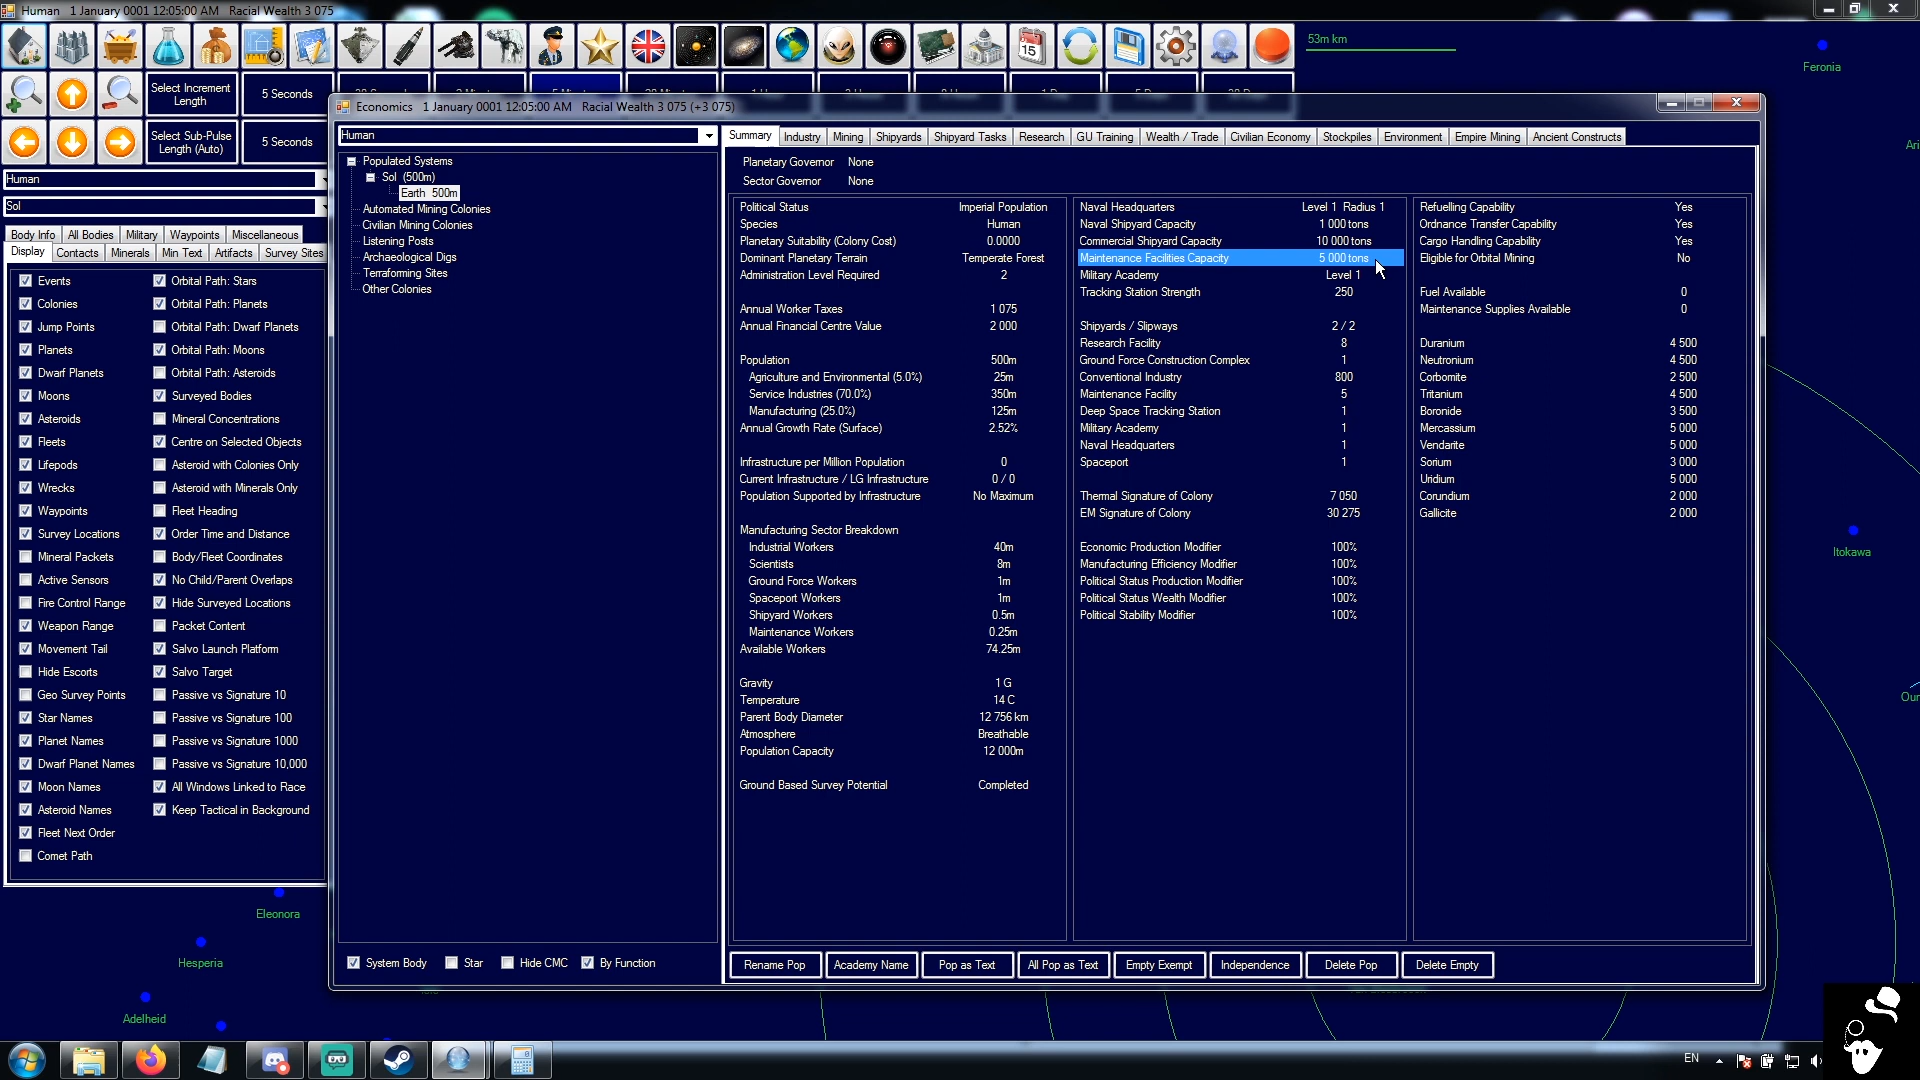 Human   1 January 0001 12:05:00 AM   Racial Wealth 3 075
53m km
Feronia
Select Increment Length
5 Seconds
Select Sub-Pulse Length (Auto)
5 Seconds
Human
Sol
Body Info
All Bodies
Military
Waypoints
Miscellaneous
Display
Contacts
Minerals
Min Text
Artifacts
Survey Sites
Events
Colonies
Jump Points
Planets
Dwarf Planets
Moons
Asteroids
Fleets
Lifepods
Wrecks
Waypoints
Survey Locations
Mineral Packets
Active Sensors
Fire Control Range
Weapon Range
Movement Tail
Hide Escorts
Geo Survey Points
Star Names
Planet Names
Dwarf Planet Names
Moon Names
Asteroid Names
Fleet Next Order
Comet Path
Orbital Path: Stars
Orbital Path: Planets
Orbital Path: Dwarf Planets
Orbital Path: Moons
Orbital Path: Asteroids
Surveyed Bodies
Mineral Concentrations
Centre on Selected Objects
Asteroid with Colonies Only
Asteroid with Minerals Only
Fleet Heading
Order Time and Distance
Body/Fleet Coordinates
No Child/Parent Overlaps
Hide Surveyed Locations
Packet Content
Salvo Launch Platform
Salvo Target
Passive vs Signature 10
Passive vs Signature 100
Passive vs Signature 1000
Passive vs Signature 10,000
All Windows Linked to Race
Keep Tactical in Background
Economics   1 January 0001 12:05:00 AM   Racial Wealth 3 075 (+3 075)
Human
Populated Systems
Sol (500m)
Earth 500m
Automated Mining Colonies
Civilian Mining Colonies
Listening Posts
Archaeological Digs
Terraforming Sites
Other Colonies
System Body
Star
Hide CMC
By Function
Summary
Industry
Mining
Shipyards
Shipyard Tasks
Research
GU Training
Wealth / Trade
Civilian Economy
Stockpiles
Environment
Empire Mining
Ancient Constructs
Planetary Governor   None
Sector Governor   None
Political Status   Imperial Population
Species   Human
Planetary Suitability (Colony Cost)   0.0000
Dominant Planetary Terrain   Temperate Forest
Administration Level Required   2
Annual Worker Taxes   1 075
Annual Financial Centre Value   2 000
Population   500m
Agriculture and Environmental (5.0%)   25m
Service Industries (70.0%)   350m
Manufacturing (25.0%)   125m
Annual Growth Rate (Surface)   2.52%
Infrastructure per Million Population   0
Current Infrastructure / LG Infrastructure   0 / 0
Population Supported by Infrastructure   No Maximum
Manufacturing Sector Breakdown
Industrial Workers   40m
Scientists   8m
Ground Force Workers   1m
Spaceport Workers   1m
Shipyard Workers   0.5m
Maintenance Workers   0.25m
Available Workers   74.25m
Gravity   1 G
Temperature   14 C
Parent Body Diameter   12 756 km
Atmosphere   Breathable
Population Capacity   12 000m
Ground Based Survey Potential   Completed
Naval Headquarters   Level 1  Radius 1
Naval Shipyard Capacity   1 000 tons
Commercial Shipyard Capacity   10 000 tons
Maintenance Facilities Capacity   5 000 tons
Military Academy   Level 1
Tracking Station Strength   250
Shipyards / Slipways   2 / 2
Research Facility   8
Ground Force Construction Complex   1
Conventional Industry   800
Maintenance Facility   5
Deep Space Tracking Station   1
Military Academy   1
Naval Headquarters   1
Spaceport   1
Thermal Signature of Colony   7 050
EM Signature of Colony   30 275
Economic Production Modifier   100%
Manufacturing Efficiency Modifier   100%
Political Status Production Modifier   100%
Political Status Wealth Modifier   100%
Political Stability Modifier   100%
Refuelling Capability   Yes
Ordnance Transfer Capability   Yes
Cargo Handling Capability   Yes
Eligible for Orbital Mining   No
Fuel Available   0
Maintenance Supplies Available   0
Duranium   4 500
Neutronium   4 500
Corbomite   2 500
Tritanium   4 500
Boronide   3 500
Mercassium   5 000
Vendarite   5 000
Sorium   3 000
Uridium   5 000
Corundium   2 000
Gallicite   2 000
Rename Pop
Academy Name
Pop as Text
All Pop as Text
Empty Exempt
Independence
Delete Pop
Delete Empty
Itokawa
Eleonora
Hesperia
Adelheid
EN